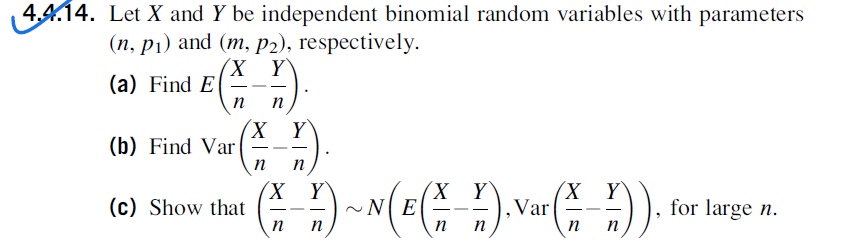 4.4.14. Let X and Y be independent binomial random variables with parameters
(n, p₁) and (m, p₂), respectively.
(a) Find E(X/n − Y/n).
(b) Find Var(X/n − Y/n).
(c) Show that (X/n − Y/n) ~ N(E(X/n − Y/n), Var(X/n − Y/n)), for large n.